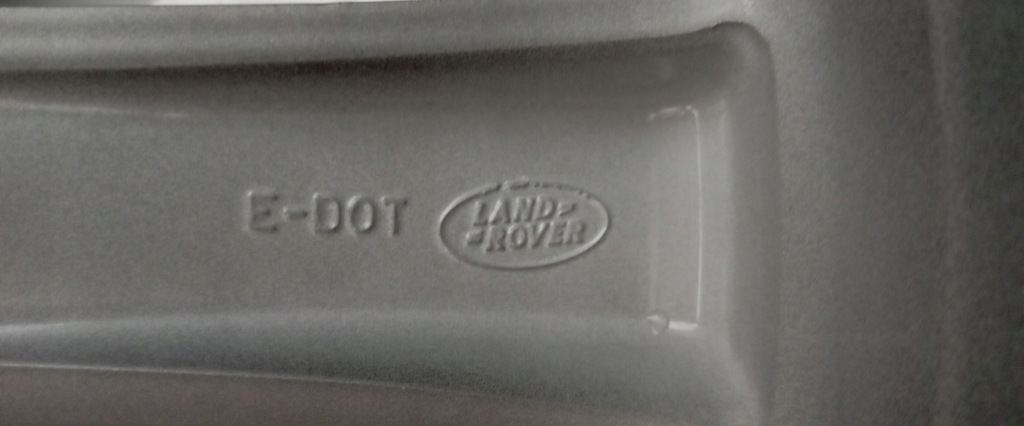 E-DOT
LAND
ROVER